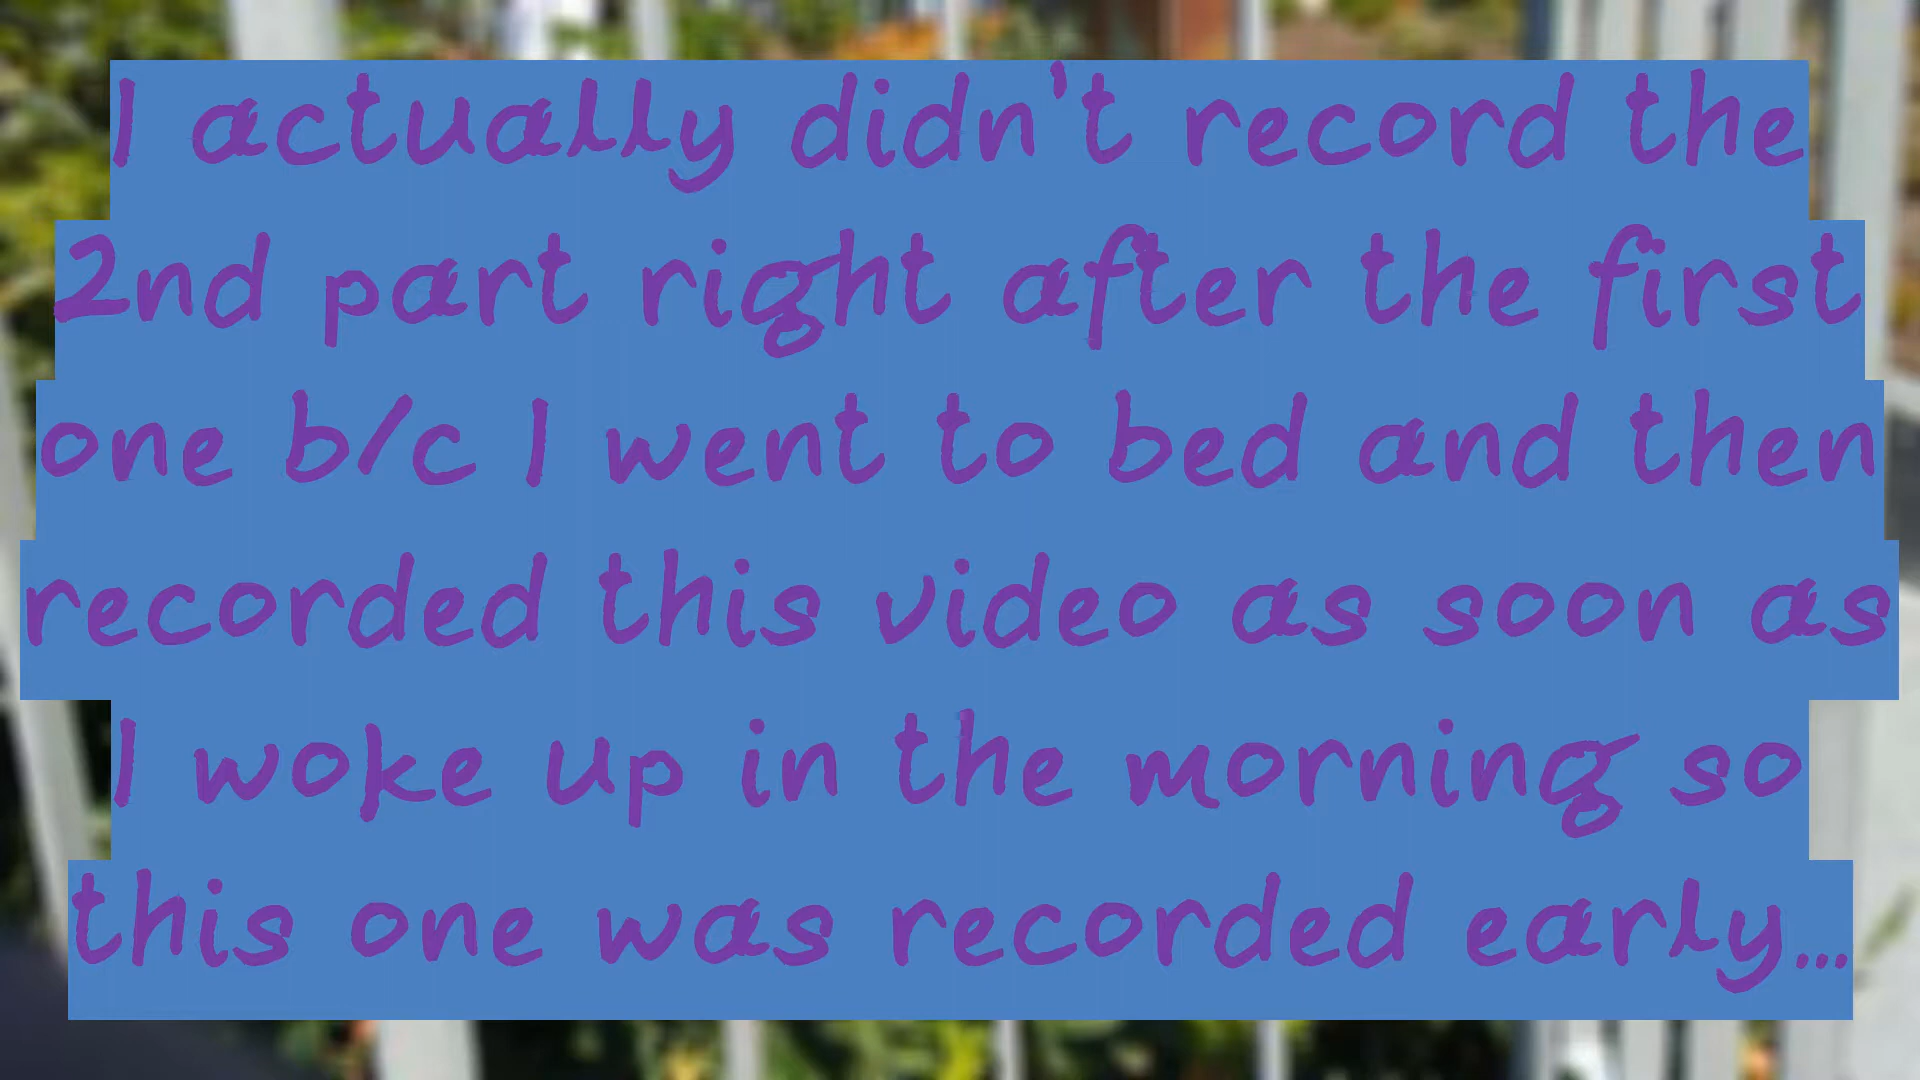 I actually didn't record the
2nd part right after the first
one b/c I went to bed and then
recorded this video as soon as
I woke up in the morning so
this one was recorded early...